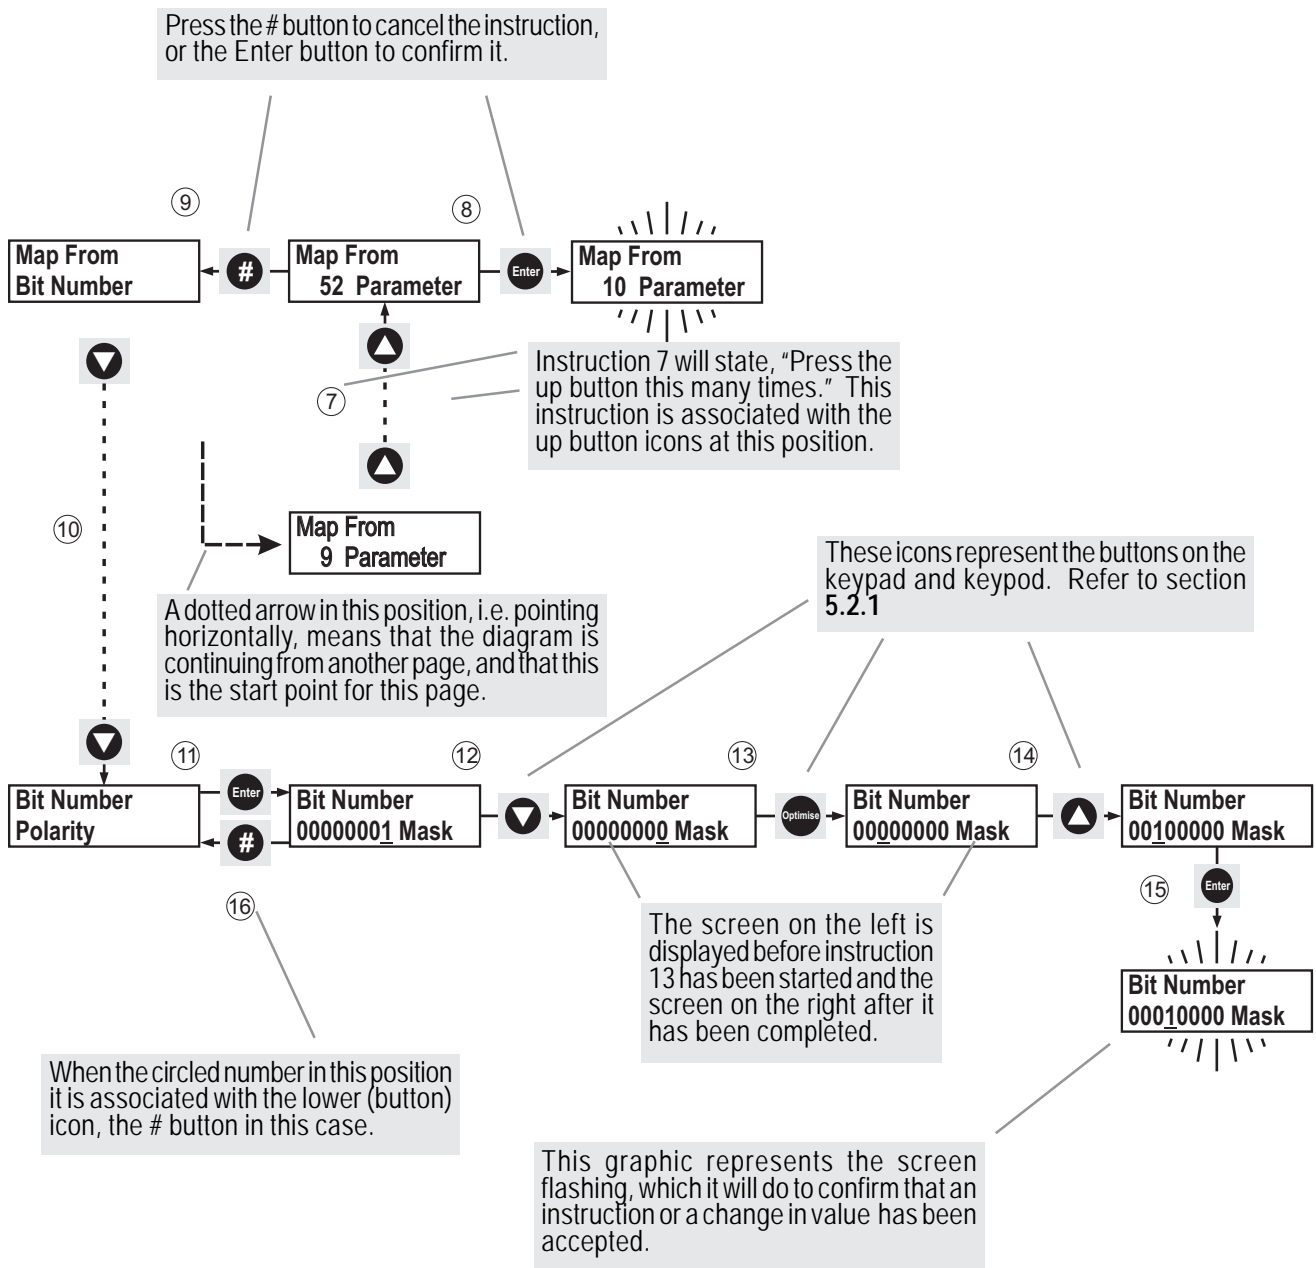 Press the # button to cancel the instruction,
or the Enter button to confirm it.
9
8
Map From
Bit Number
#
Map From
52 Parameter
Enter
Map From
10 Parameter
Instruction 7 will state, "Press the
up button this many times." This
instruction is associated with the
up button icons at this position.
7
10
Map From
9 Parameter
These icons represent the buttons on the
keypad and keypod. Refer to section
5.2.1
A dotted arrow in this position, i.e. pointing
horizontally, means that the diagram is
continuing from another page, and that this
is the start point for this page.
11
12
13
14
Bit Number
Polarity
Enter
#
Bit Number
00000001 Mask
Bit Number
00000000 Mask
Optimise
Bit Number
00000000 Mask
Bit Number
00100000 Mask
15
Enter
16
The screen on the left is
displayed before instruction
13 has been started and the
screen on the right after it
has been completed.
Bit Number
00010000 Mask
When the circled number in this position
it is associated with the lower (button)
icon, the # button in this case.
This graphic represents the screen
flashing, which it will do to confirm that an
instruction or a change in value has been
accepted.